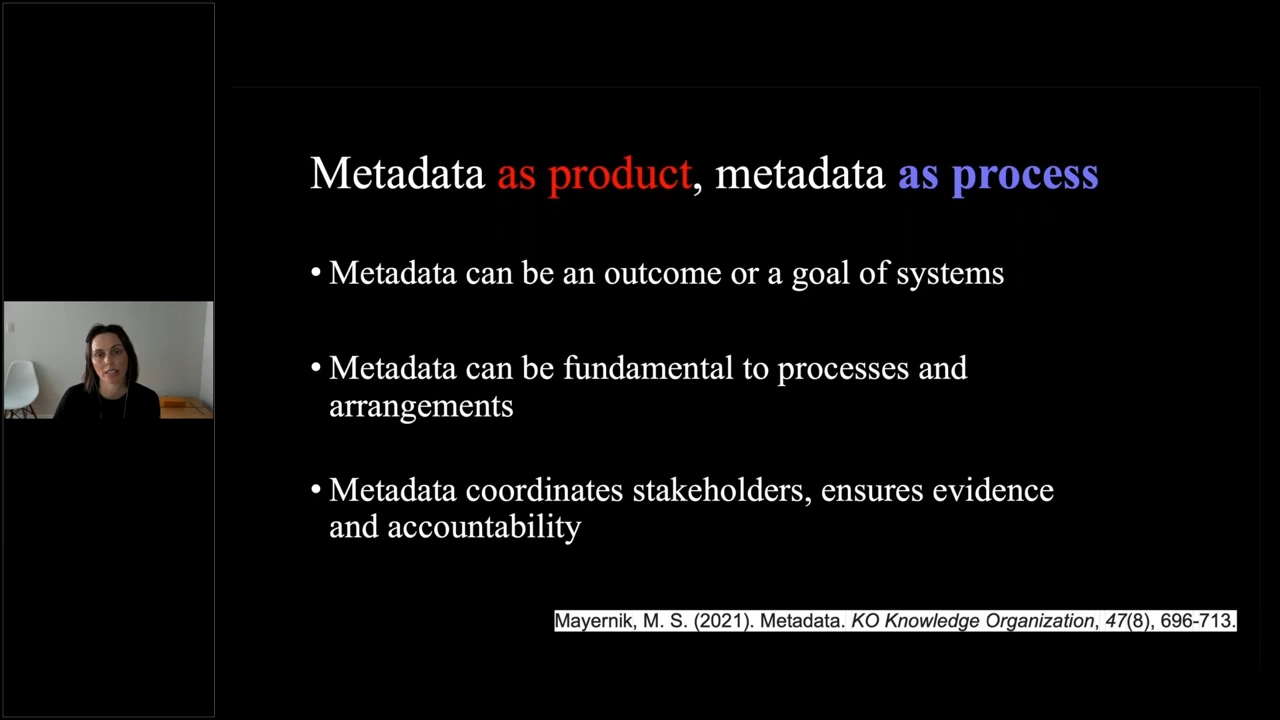 Metadata as product, metadata as process
• Metadata can be an outcome or a goal of systems
• Metadata can be fundamental to processes and
arrangements
• Metadata coordinates stakeholders, ensures evidence
and accountability
Mayernik, M. S. (2021). Metadata. KO Knowledge Organization, 47(8), 696-713.